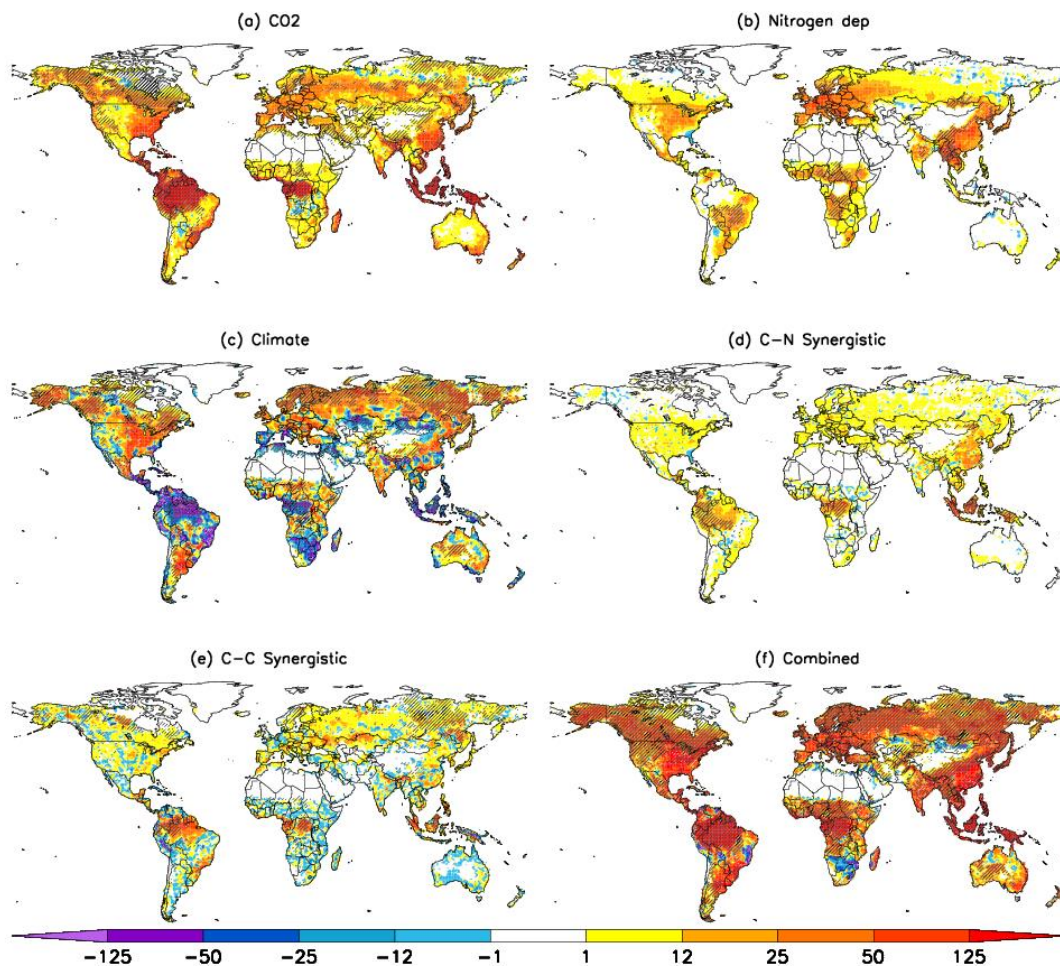 (a) CO2
(b) Nitrogen dep
(c) Climate
(d) C-N Synergistic
(e) C-C Synergistic
(f) Combined
-125 -50 -25 -12 -1 1 12 25 50 125